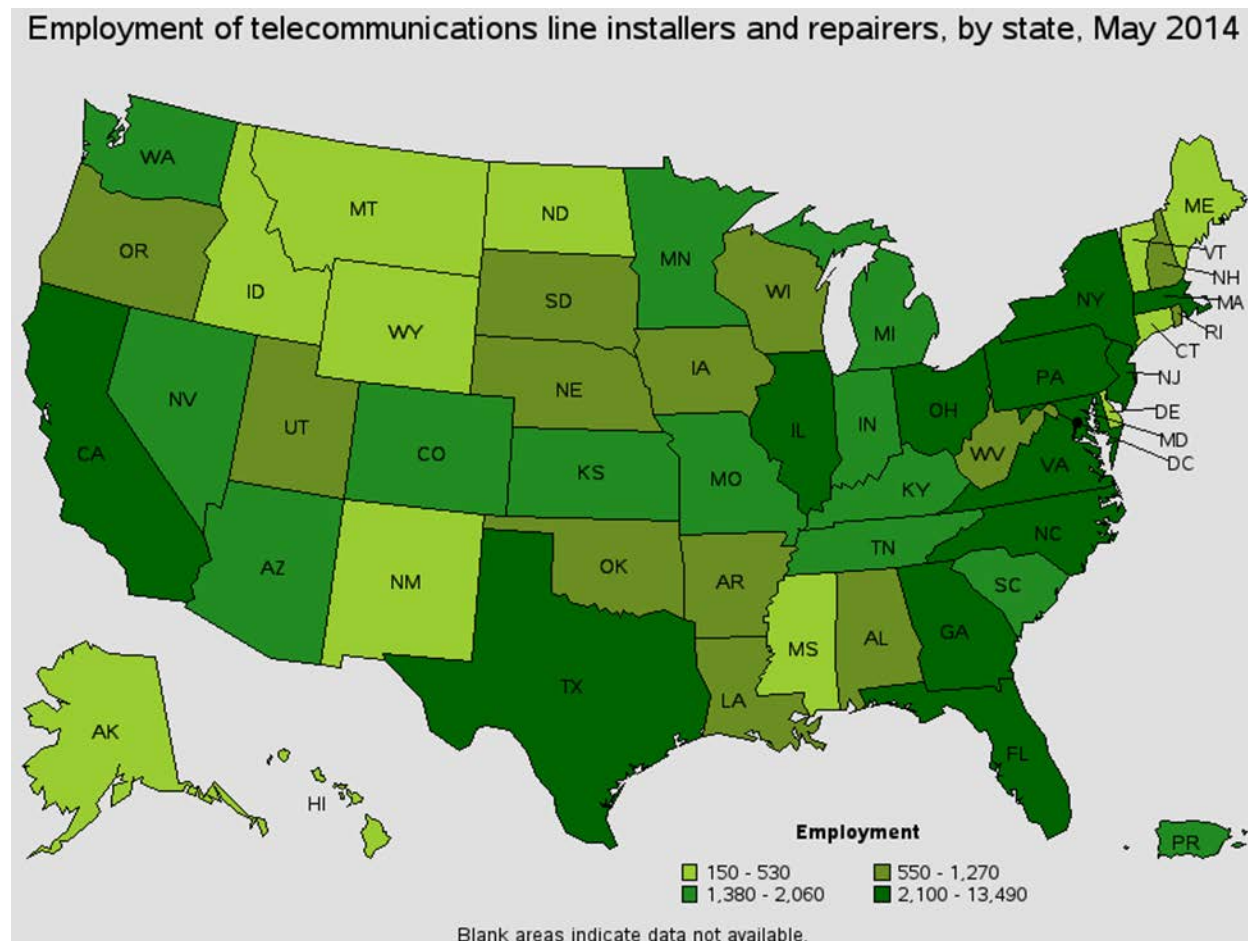 Employment of telecommunications line installers and repairers, by state, May 2014
WA
MT
ND
ME
OR
MN
VT
ID
SD
WI
NH
NY
MA
WY
MI
RI
CT
IA
PA
NJ
NE
NV
OH
DE
UT
IL
IN
MD
CA
CO
WV
DC
KS
MO
VA
KY
NC
TN
AZ
OK
NM
AR
SC
MS
AL
GA
TX
LA
AK
FL
HI
PR
Employment
150 - 530
550 - 1,270
1,380 - 2,060
2,100 - 13,490
Blank areas indicate data not available.